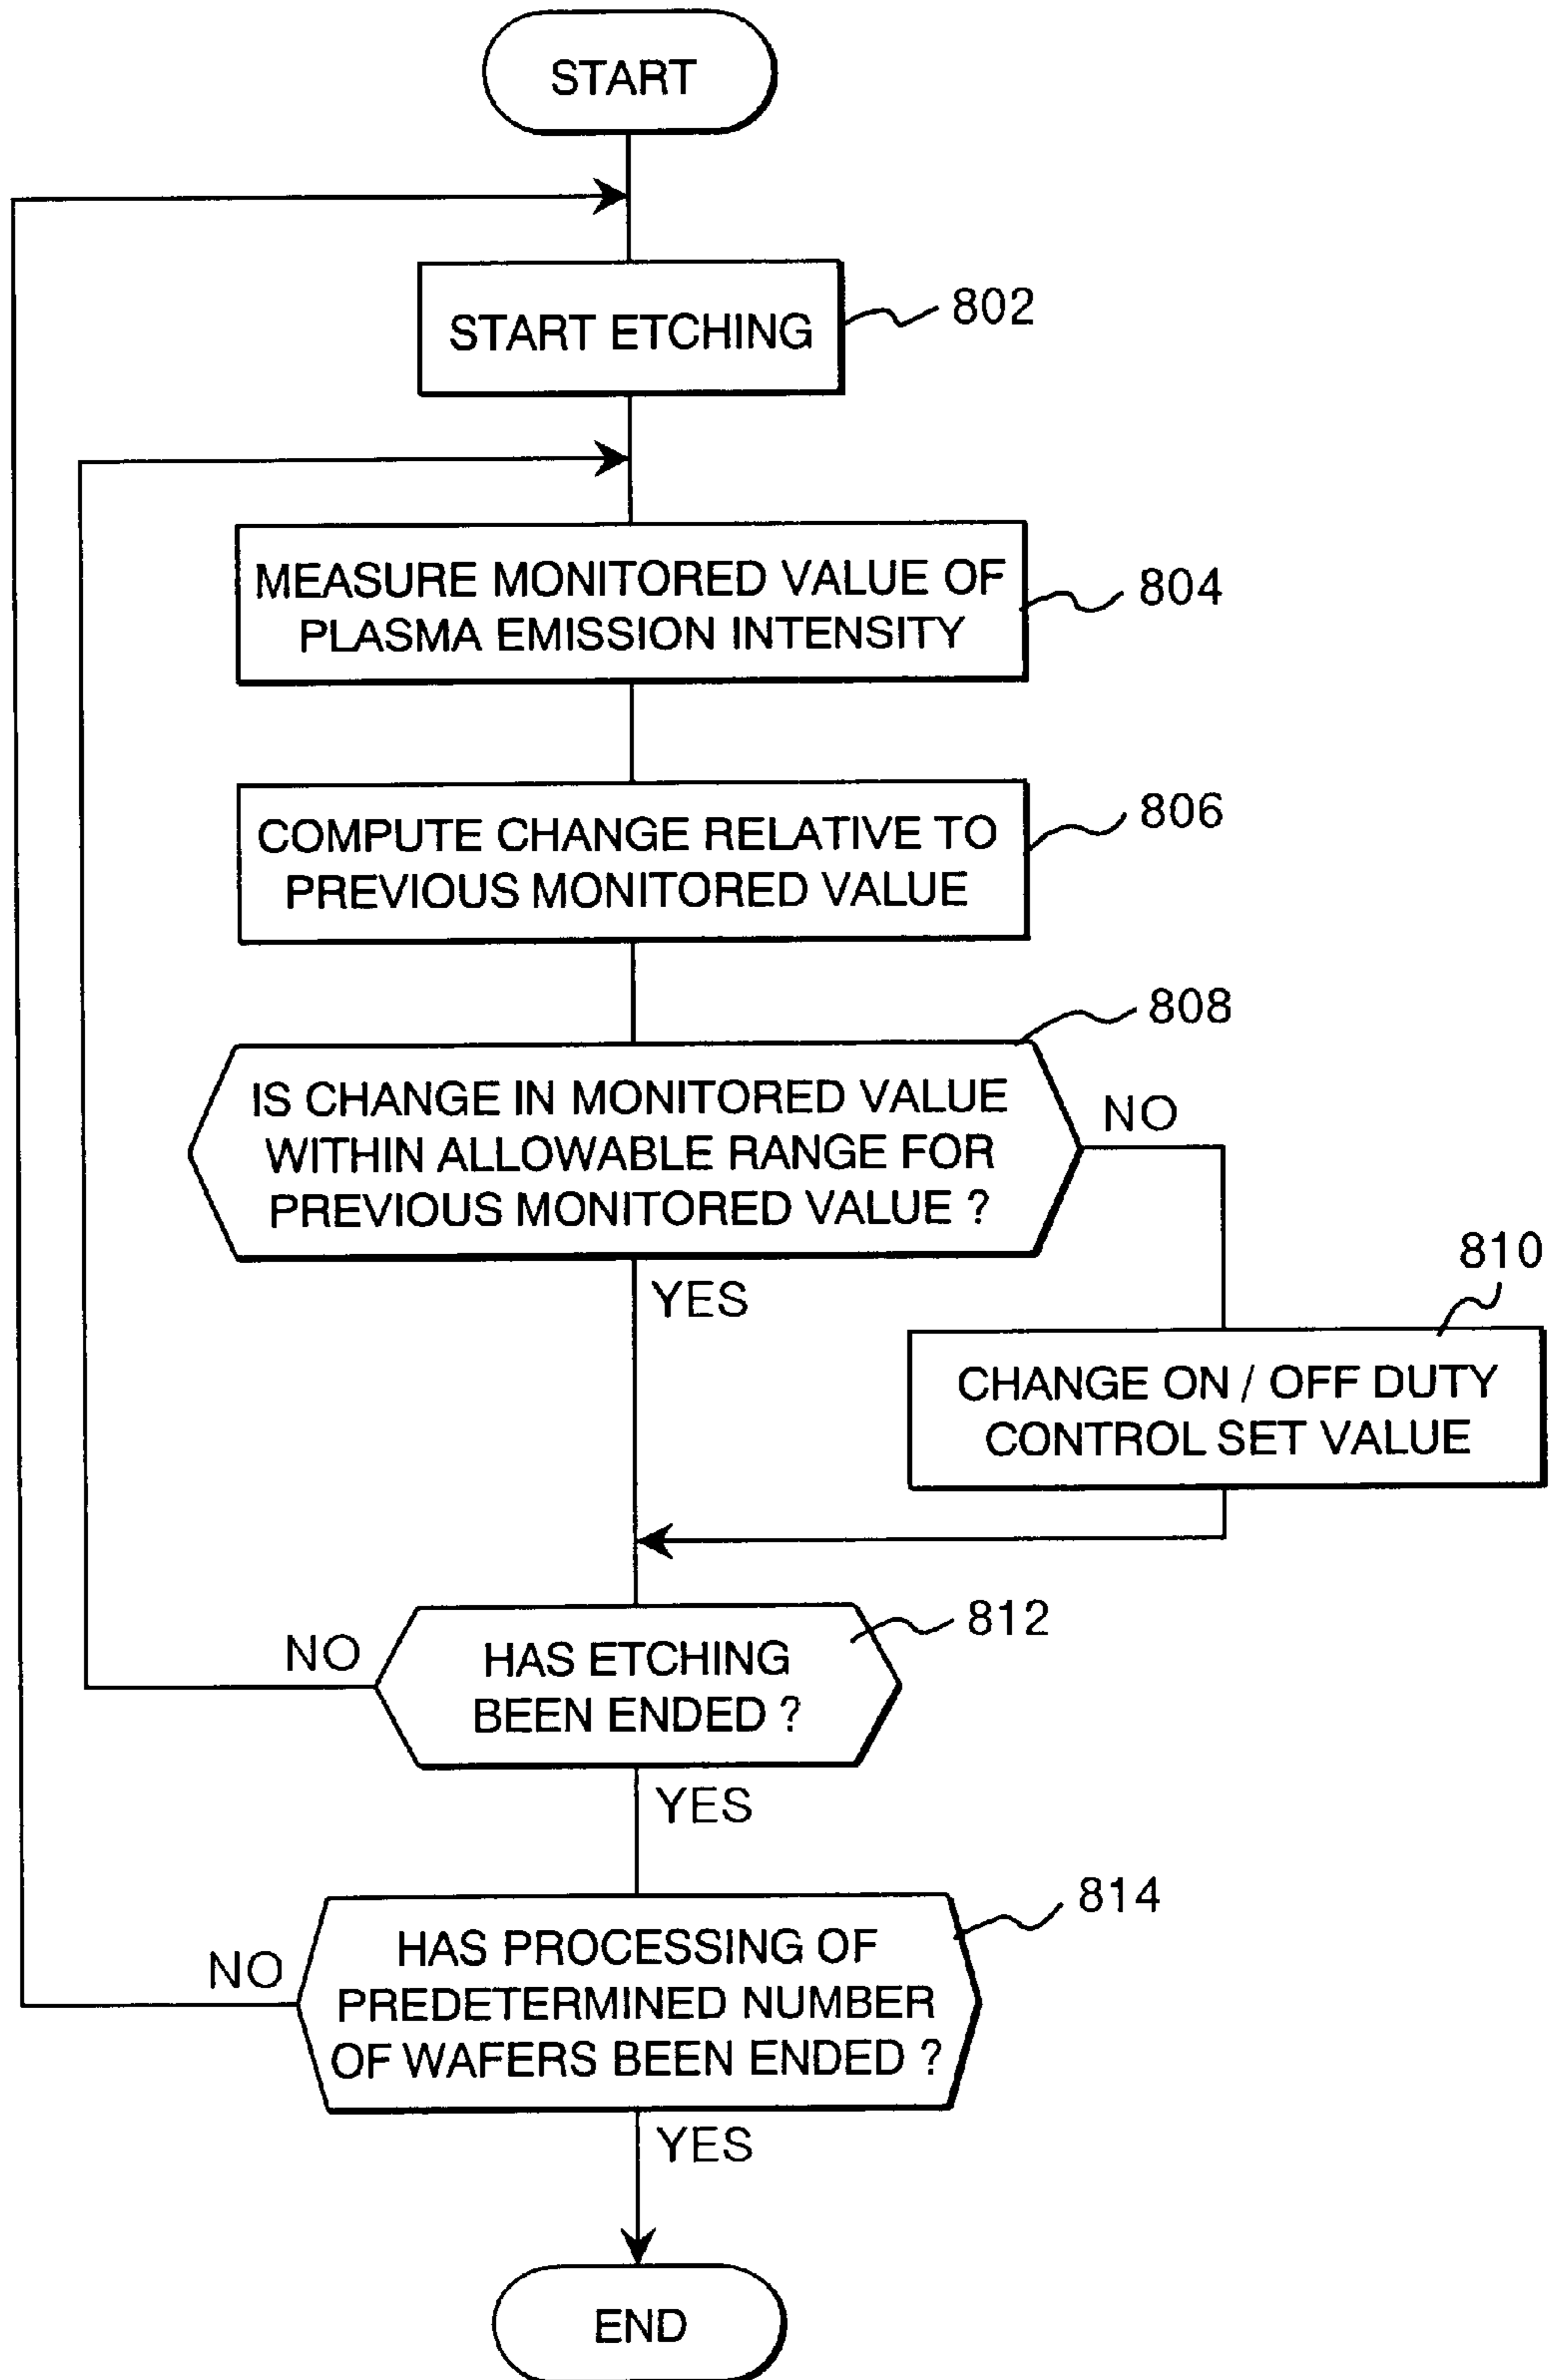 START
START ETCHING
802
MEASURE MONITORED VALUE OF
PLASMA EMISSION INTENSITY
804
COMPUTE CHANGE RELATIVE TO
PREVIOUS MONITORED VALUE
806
808
IS CHANGE IN MONITORED VALUE
WITHIN ALLOWABLE RANGE FOR
PREVIOUS MONITORED VALUE ?
NO
YES
810
CHANGE ON / OFF DUTY
CONTROL SET VALUE
812
NO
HAS ETCHING
BEEN ENDED ?
YES
814
NO
HAS PROCESSING OF
PREDETERMINED NUMBER
OF WAFERS BEEN ENDED ?
YES
END